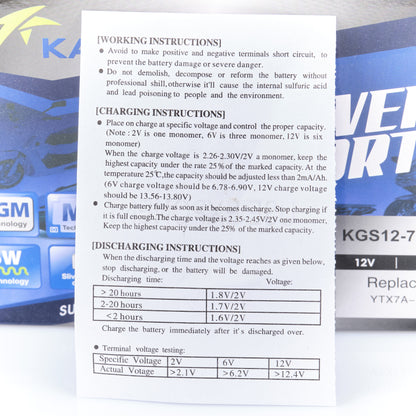 KA
[WORKING INSTRUCTIONS]
● Avoid to make positive and negative terminals short circuit, to
prevent the battery damage or severe danger.
● Do not demolish, decompose or reform the battery without
professional shill,otherwise it'll cause the internal sulfuric acid
and lead poisoning to people and the environment.
[CHARGING INSTRUCTIONS]
● Place on charge at specific voltage and control the proper capacity.
(Note : 2V is one monomer, 6V is three monomer, 12V is six
monomer)
When the charge voltage is 2.26-2.30V/2V a monomer, keep the
highest capacity under the rate 25% of the marked capacity. At the
temperature 25℃,the capacity should be adjusted less than 2mA/Ah.
(6V charge voltage should be 6.78-6.90V, 12V charge voltage
should be 13.56-13.80V)
● Charge battery fully as soon as it becomes discharge. Stop charging if
it is full enough.The charge voltage is 2.35-2.45V/2V one monomer,
Keep the highest capacity under the 25% of the marked capacity.
[DISCHARGING INSTRUCTIONS]
When the discharging time and the voltage reaches as given below,
stop discharging, or the battery will be damaged.
Discharging time: Voltage:
> 20 hours 1.8V/2V
2-20 hours 1.7V/2V
<2 hours 1.6V/2V
Charge the battery immediately after it's discharged over.
● Terminal voltage testing:
Specific Voltage 2V 6V 12V
Actual Votage >2.1V >6.2V >12.4V
GM
M
Tech
SU
VE
ORT
KGS12-7
12V
Replac
YTX7A-